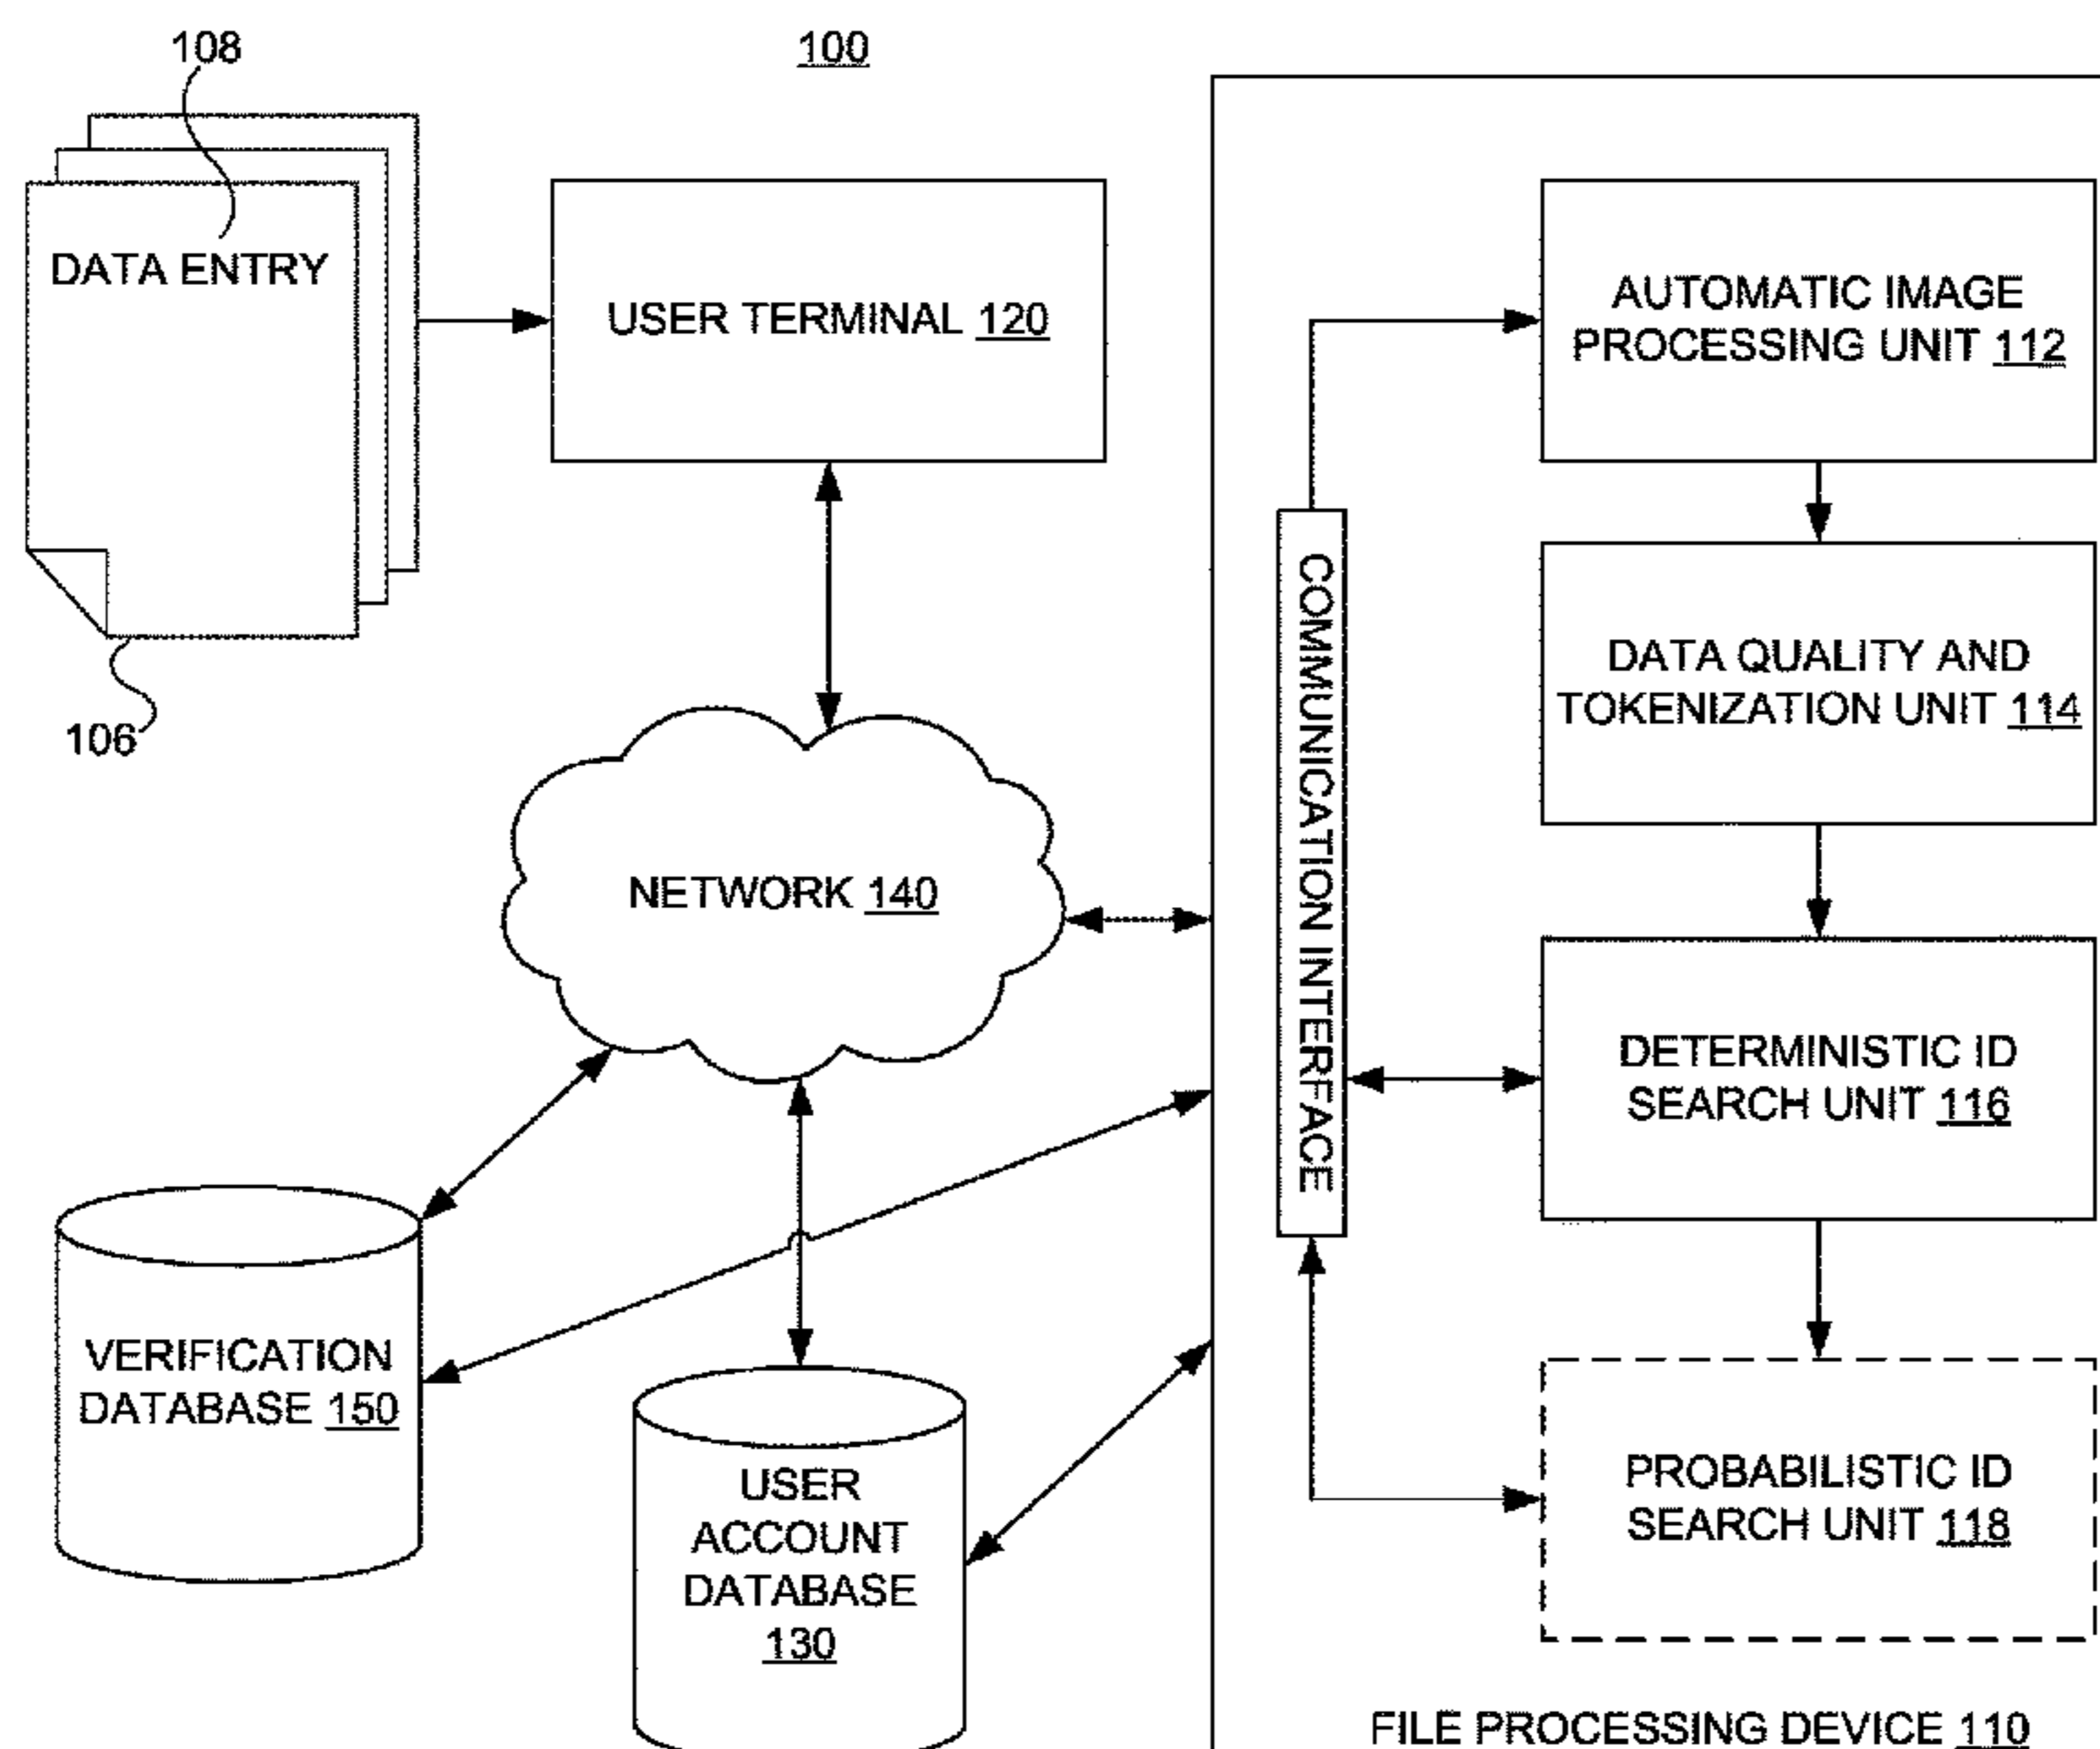 108
100
DATA ENTRY
106
USER TERMINAL 120
NETWORK 140
VERIFICATION
DATABASE 150
USER
ACCOUNT
DATABASE
130
COMMUNICATION INTERFACE
AUTOMATIC IMAGE
PROCESSING UNIT 112
DATA QUALITY AND
TOKENIZATION UNIT 114
DETERMINISTIC ID
SEARCH UNIT 116
PROBABILISTIC ID
SEARCH UNIT 118
FILE PROCESSING DEVICE 110